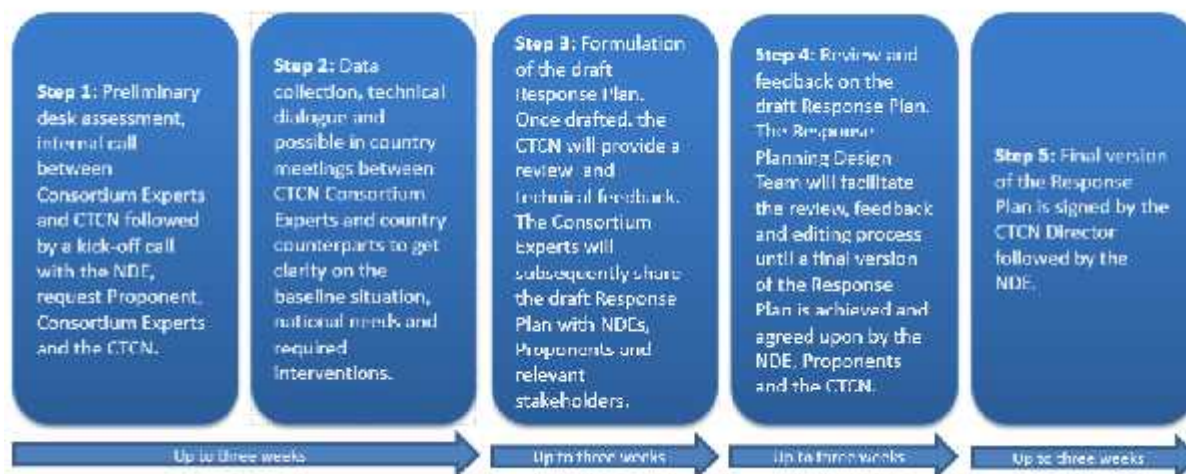 Step 1: Preliminary
desk assessment,
internal call
between
Consortium Experts
and CTCN followed
by a kick-off call
with the NDE,
request Proponent,
Consortium Experts
and the CTCN.
Step 2: Data
collection, technical
dialogue and
possible in country
meetings between
CTCN Consortium
Experts and country
counterparts to get
clarity on the
baseline situation,
national needs and
required
interventions.
Step 3: Formulation
of the draft
Response Plan.
Once drafted, the
CTCN will provide a
review and
technical feedback.
The Consortium
Experts will
subsequently share
the draft Response
Plan with NDEs,
Proponents and
relevant
stakeholders.
Step 4: Review and
feedback on the
draft Response Plan.
The Response
Planning Design
Team will facilitate
the review, feedback
and editing process
until a final version
of the Response
Plan is achieved and
agreed upon by the
NDE, Proponents
and the CTCN.
Step 5: Final version
of the Response
Plan is signed by the
CTCN Director
followed by the
NDE.
Up to three weeks
Up to three weeks
Up to three weeks
Up to three weeks